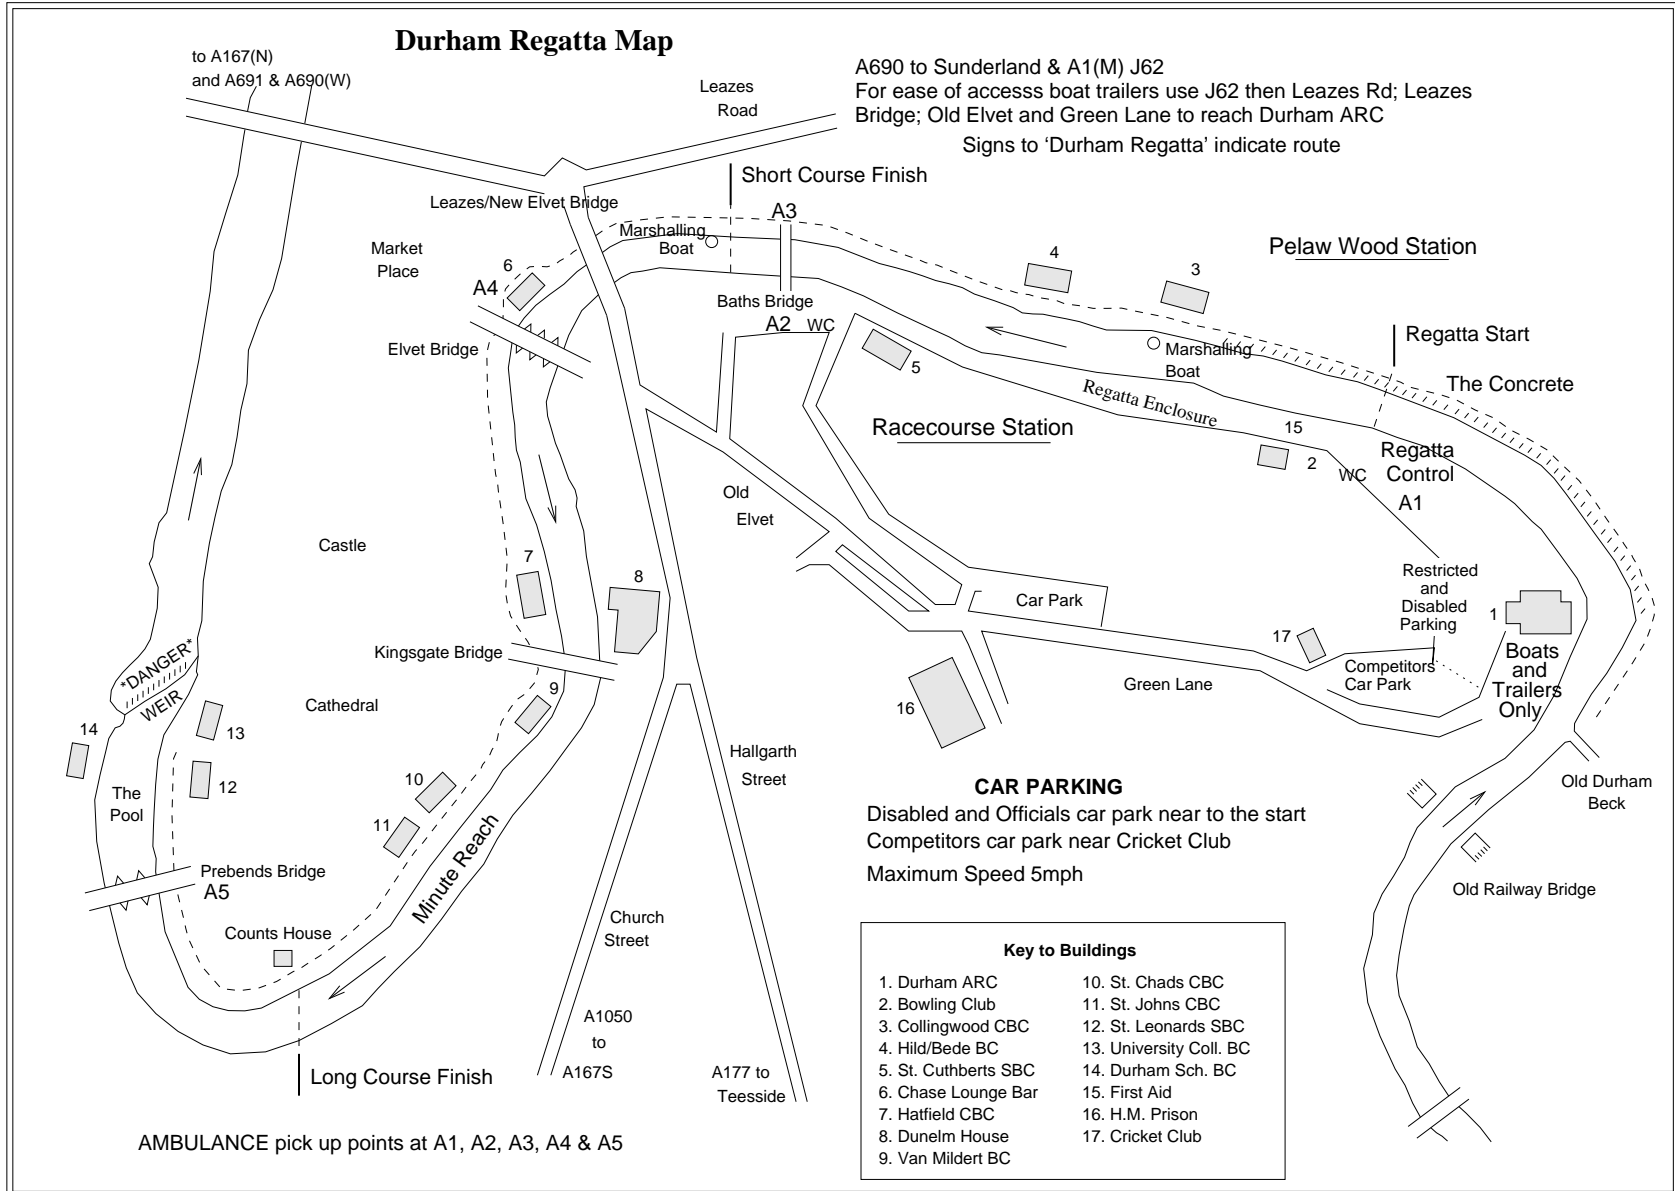 Durham Regatta Map
to A167(N)
and A691 & A690(W)
Leazes
Road
A690 to Sunderland & A1(M) J62
For ease of accesss boat trailers use J62 then Leazes Rd; Leazes
Bridge; Old Elvet and Green Lane to reach Durham ARC
Signs to ‘Durham Regatta’ indicate route
Short Course Finish
Leazes/New Elvet Bridge
A3
Marshalling
Boat
Market
Place
6
A4
4
3
Pelaw Wood Station
Baths Bridge
A2
WC
Elvet Bridge
5
Marshalling
Boat
Regatta Start
The Concrete
Regatta Enclosure
Racecourse Station
15
2
WC
Regatta
Control
A1
Old
Elvet
Castle
7
8
Car Park
Restricted
and
Disabled
Parking
1
17
Boats
and
Trailers
Only
Kingsgate Bridge
*DANGER*
WEIR
Competitors
Car Park
Green Lane
Cathedral
9
16
14
13
12
The
Pool
10
11
Hallgarth
Street
Old Durham
Beck
CAR PARKING
Disabled and Officials car park near to the start
Competitors car park near Cricket Club
Maximum Speed 5mph
Minute Reach
Prebends Bridge
A5
Old Railway Bridge
Counts House
Church
Street
A1050
to
A167S
A177 to
Teesside
Long Course Finish
AMBULANCE pick up points at A1, A2, A3, A4 & A5
Key to Buildings
1. Durham ARC
2. Bowling Club
3. Collingwood CBC
4. Hild/Bede BC
5. St. Cuthberts SBC
6. Chase Lounge Bar
7. Hatfield CBC
8. Dunelm House
9. Van Mildert BC
10. St. Chads CBC
11. St. Johns CBC
12. St. Leonards SBC
13. University Coll. BC
14. Durham Sch. BC
15. First Aid
16. H.M. Prison
17. Cricket Club